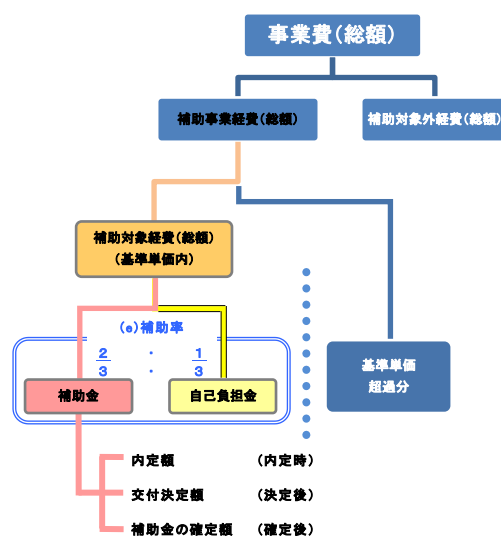 事業費(総額)
補助事業経費(総額)
補助対象外経費(総額)
補助対象経費(総額)
(基準単価内)
(e)補助率
2 ・ 1
3 ・ 3
補助金
自己負担金
基準単価
超過分
内定額 (内定時)
交付決定額 (決定後)
補助金の確定額 (確定後)